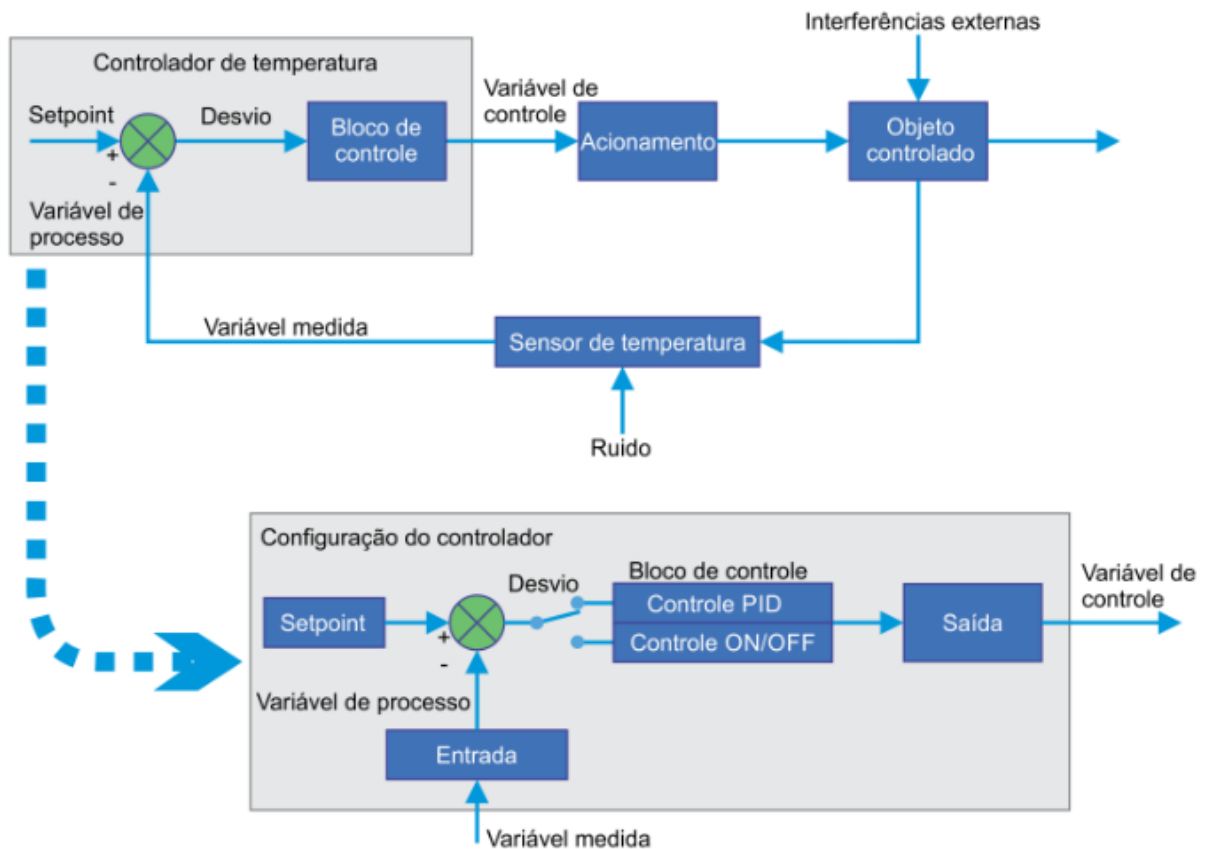 Interferências externas
Controlador de temperatura
Setpoint
Desvio
Bloco de
controle
Variável de
controle
Acionamento
Objeto
controlado
+
-
Variável de
processo
Variável medida
Sensor de temperatura
Ruido
Configuração do controlador
Setpoint
Desvio
Bloco de controle
Controle PID
Controle ON/OFF
Saída
Variável de
controle
+
-
Variável de processo
Entrada
Variável medida